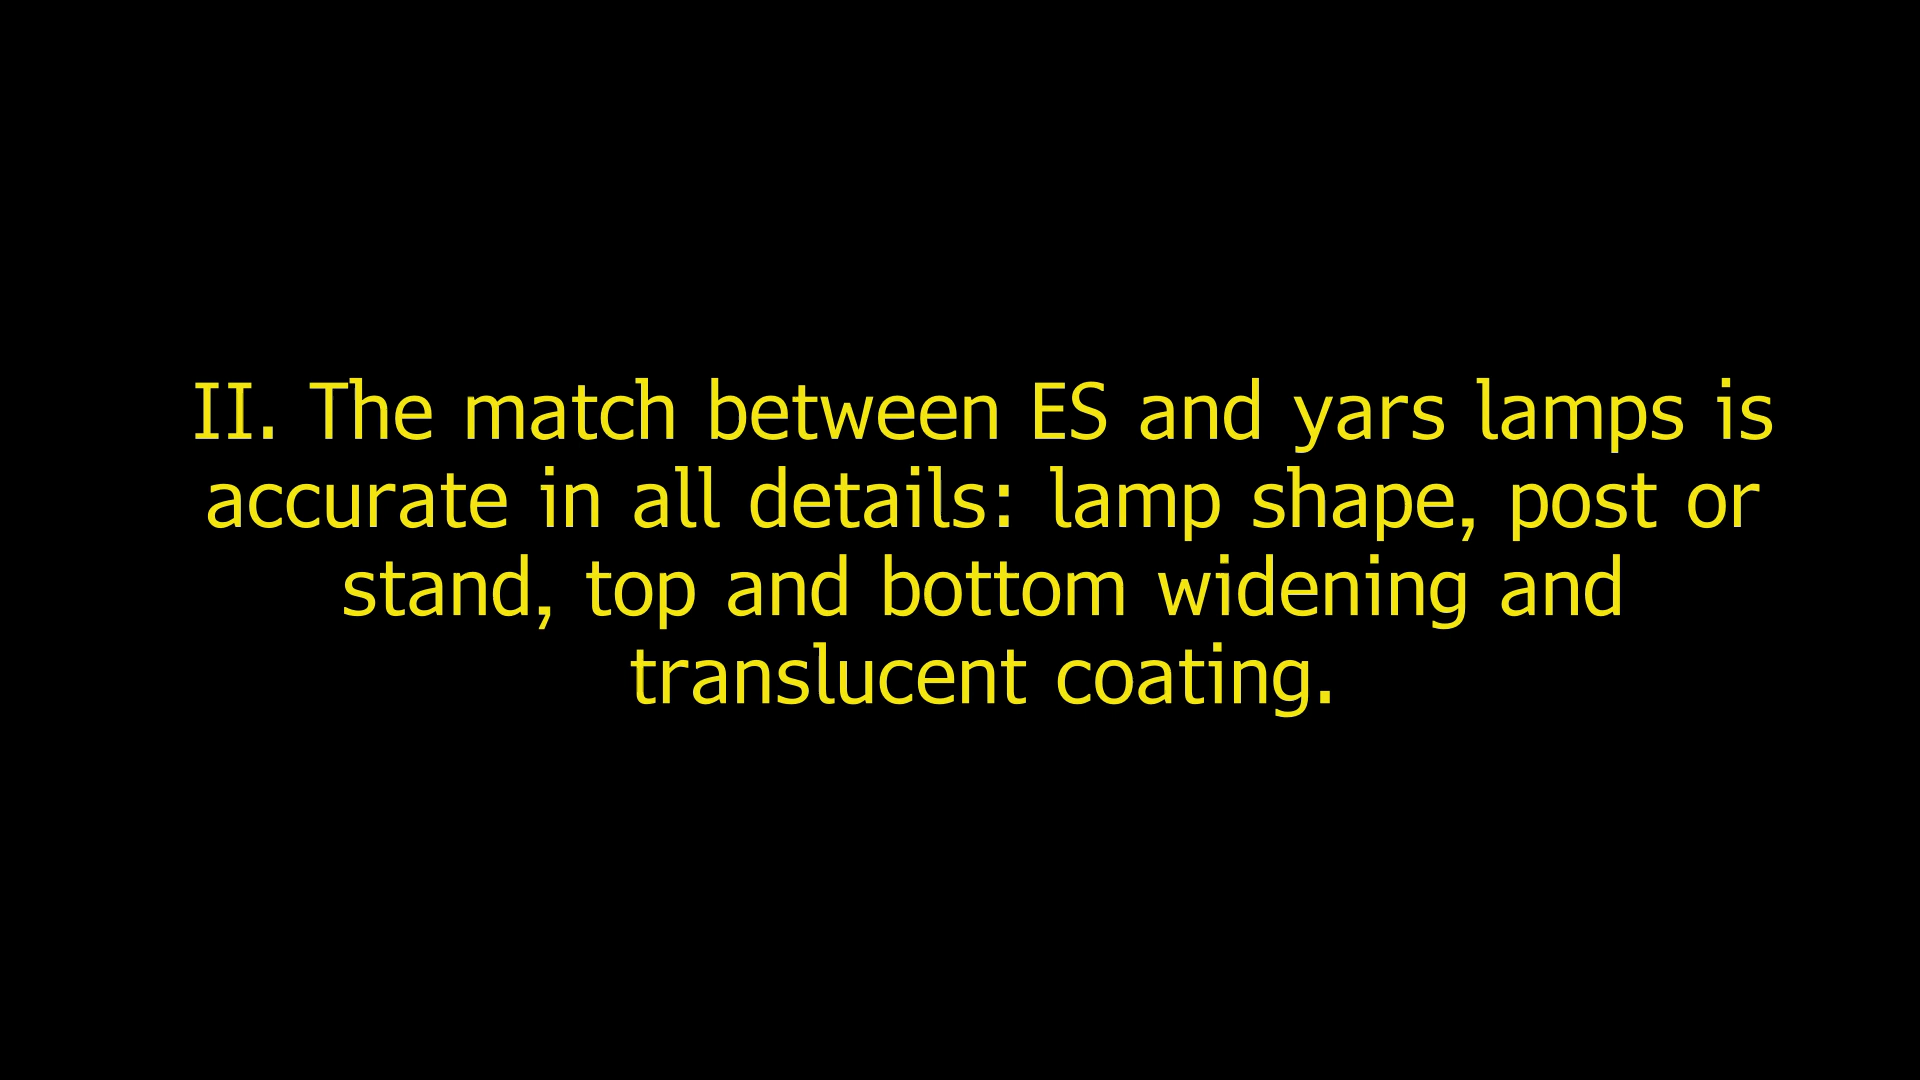 II. The match between ES and yars lamps is
accurate in all details: lamp shape, post or
stand, top and bottom widening and
translucent coating.